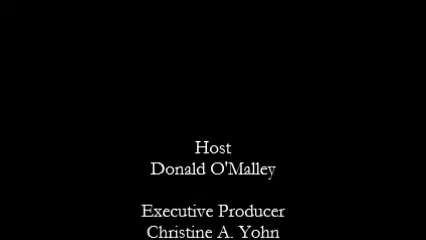 Host
Donald O'Malley
Executive Producer
Christine A. Yohn